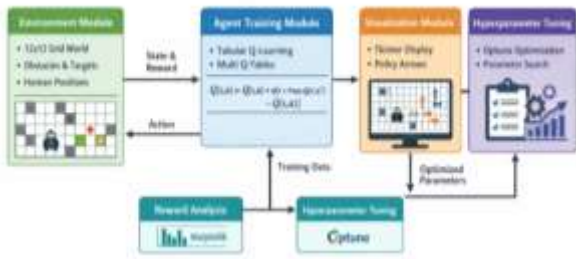 Environment Module
• 12x12 Grid World
• Obstacles & Targets
• Human Positions
State &
Reward
Action
Agent Training Module
• Tabular Q-Learning
• Multi Q-Tables
Visualization Module
• Tkinter Display
• Policy Arrows
Hyperparameter Tuning
• Optuna Optimization
• Parameter Search
Training Data
Optimized
Parameters
Reward Analysis
Hyperparameter Tuning
Optuna